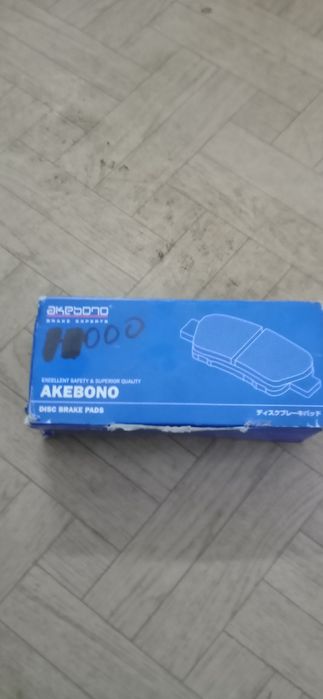 akebono
BRAKE EXPERTS
000
EXCELLENT SAFETY & SUPERIOR QUALITY
AKEBONO
DISC BRAKE PADS
ディスクブレーキパッド